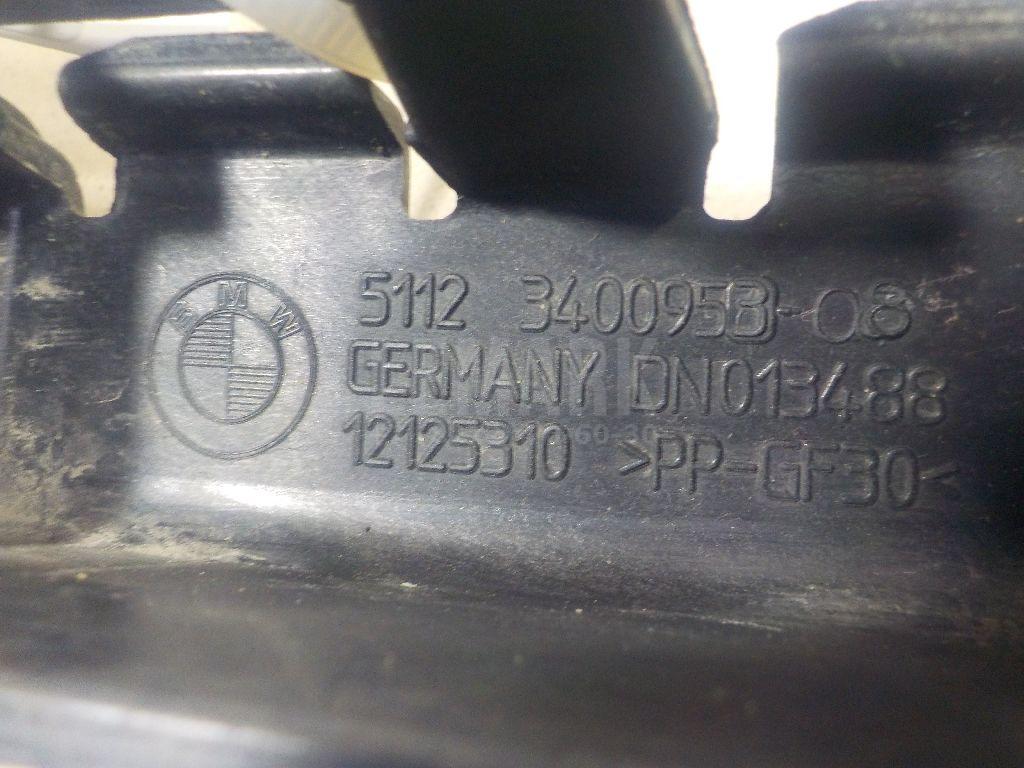 BMW
5112 3400953-08
GERMANY DN013488
12125310 >PP-GF30<